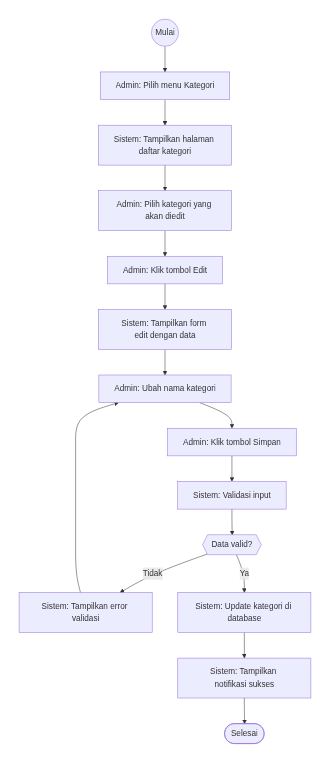 Mulai
Admin: Pilih menu Kategori
Sistem: Tampilkan halaman
daftar kategori
Admin: Pilih kategori yang
akan diedit
Admin: Klik tombol Edit
Sistem: Tampilkan form
edit dengan data
Admin: Ubah nama kategori
Admin: Klik tombol Simpan
Sistem: Validasi input
Data valid?
Tidak
Ya
Sistem: Tampilkan error
validasi
Sistem: Update kategori di
database
Sistem: Tampilkan
notifikasi sukses
Selesai